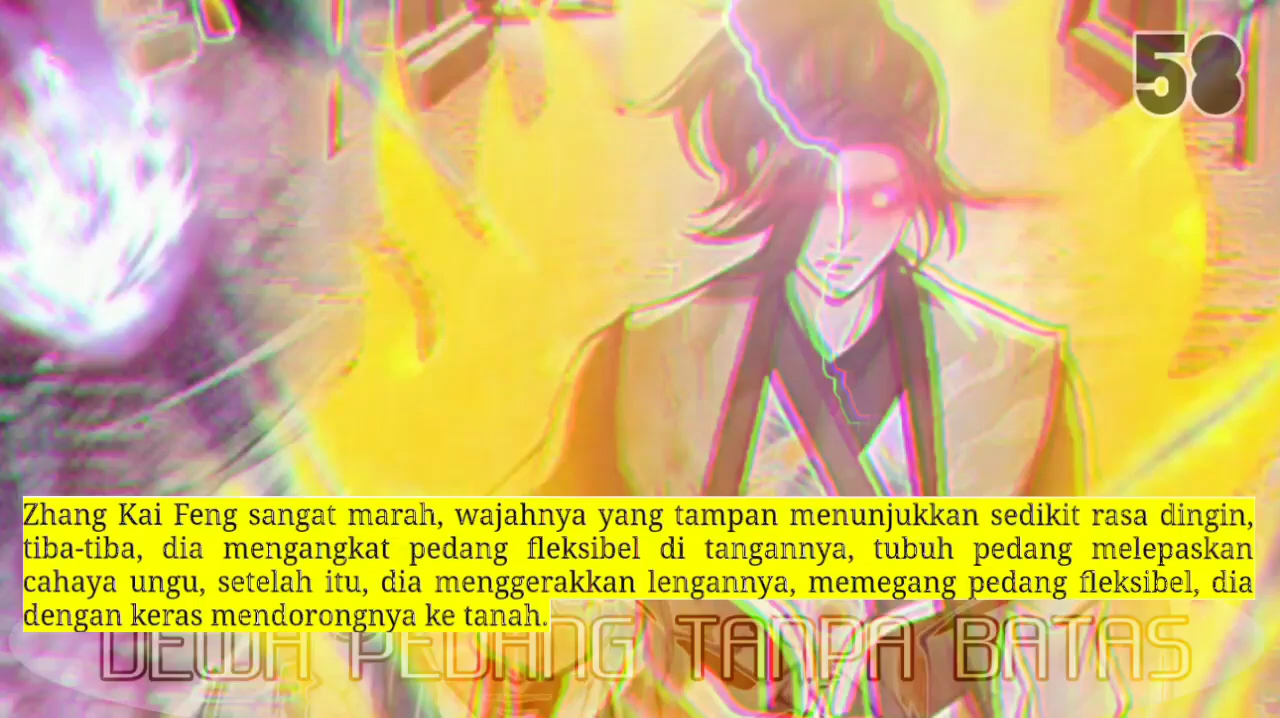 58
Zhang Kai Feng sangat marah, wajahnya yang tampan menunjukkan sedikit rasa dingin,
tiba-tiba, dia mengangkat pedang fleksibel di tangannya, tubuh pedang melepaskan
cahaya ungu, setelah itu, dia menggerakkan lengannya, memegang pedang fleksibel, dia
dengan keras mendorongnya ke tanah.
DEWA PEDANG TANPA BATAS